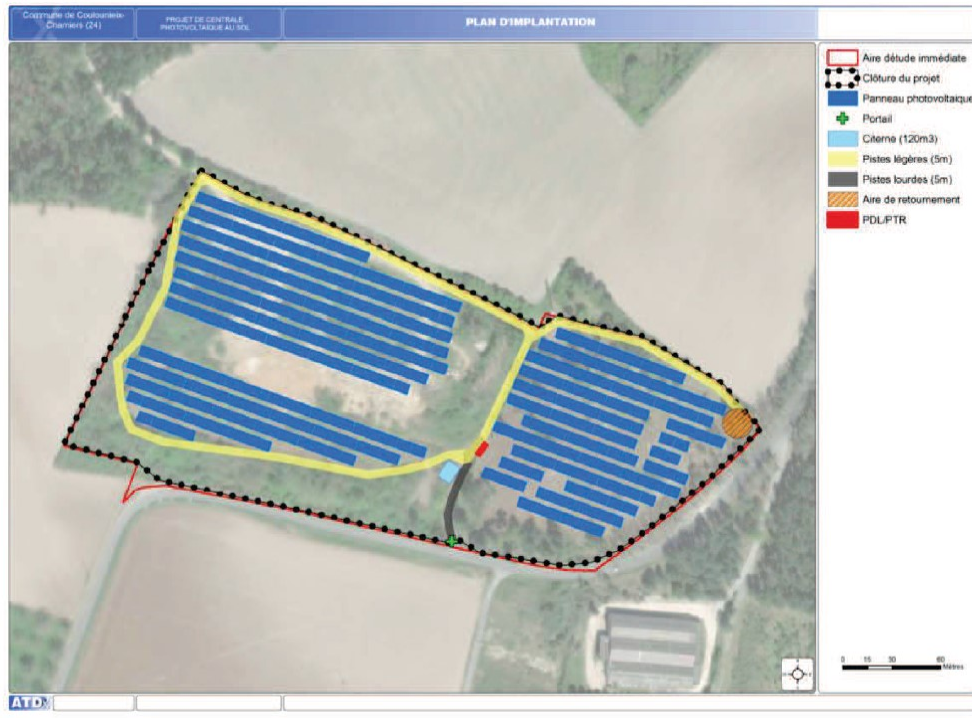 Commune de Coulounieix-
Chamiers (24)
PROJET DE CENTRALE
PHOTOVOLTAIQUE AU SOL
PLAN D'IMPLANTATION
Aire détude immédiate
Clôture du projet
Panneau photovoltaique
Portail
Citerne (120m3)
Pistes légères (5m)
Pistes lourdes (5m)
Aire de retournement
PDL/PTR
0 15 30 60
Mètres
ATDx